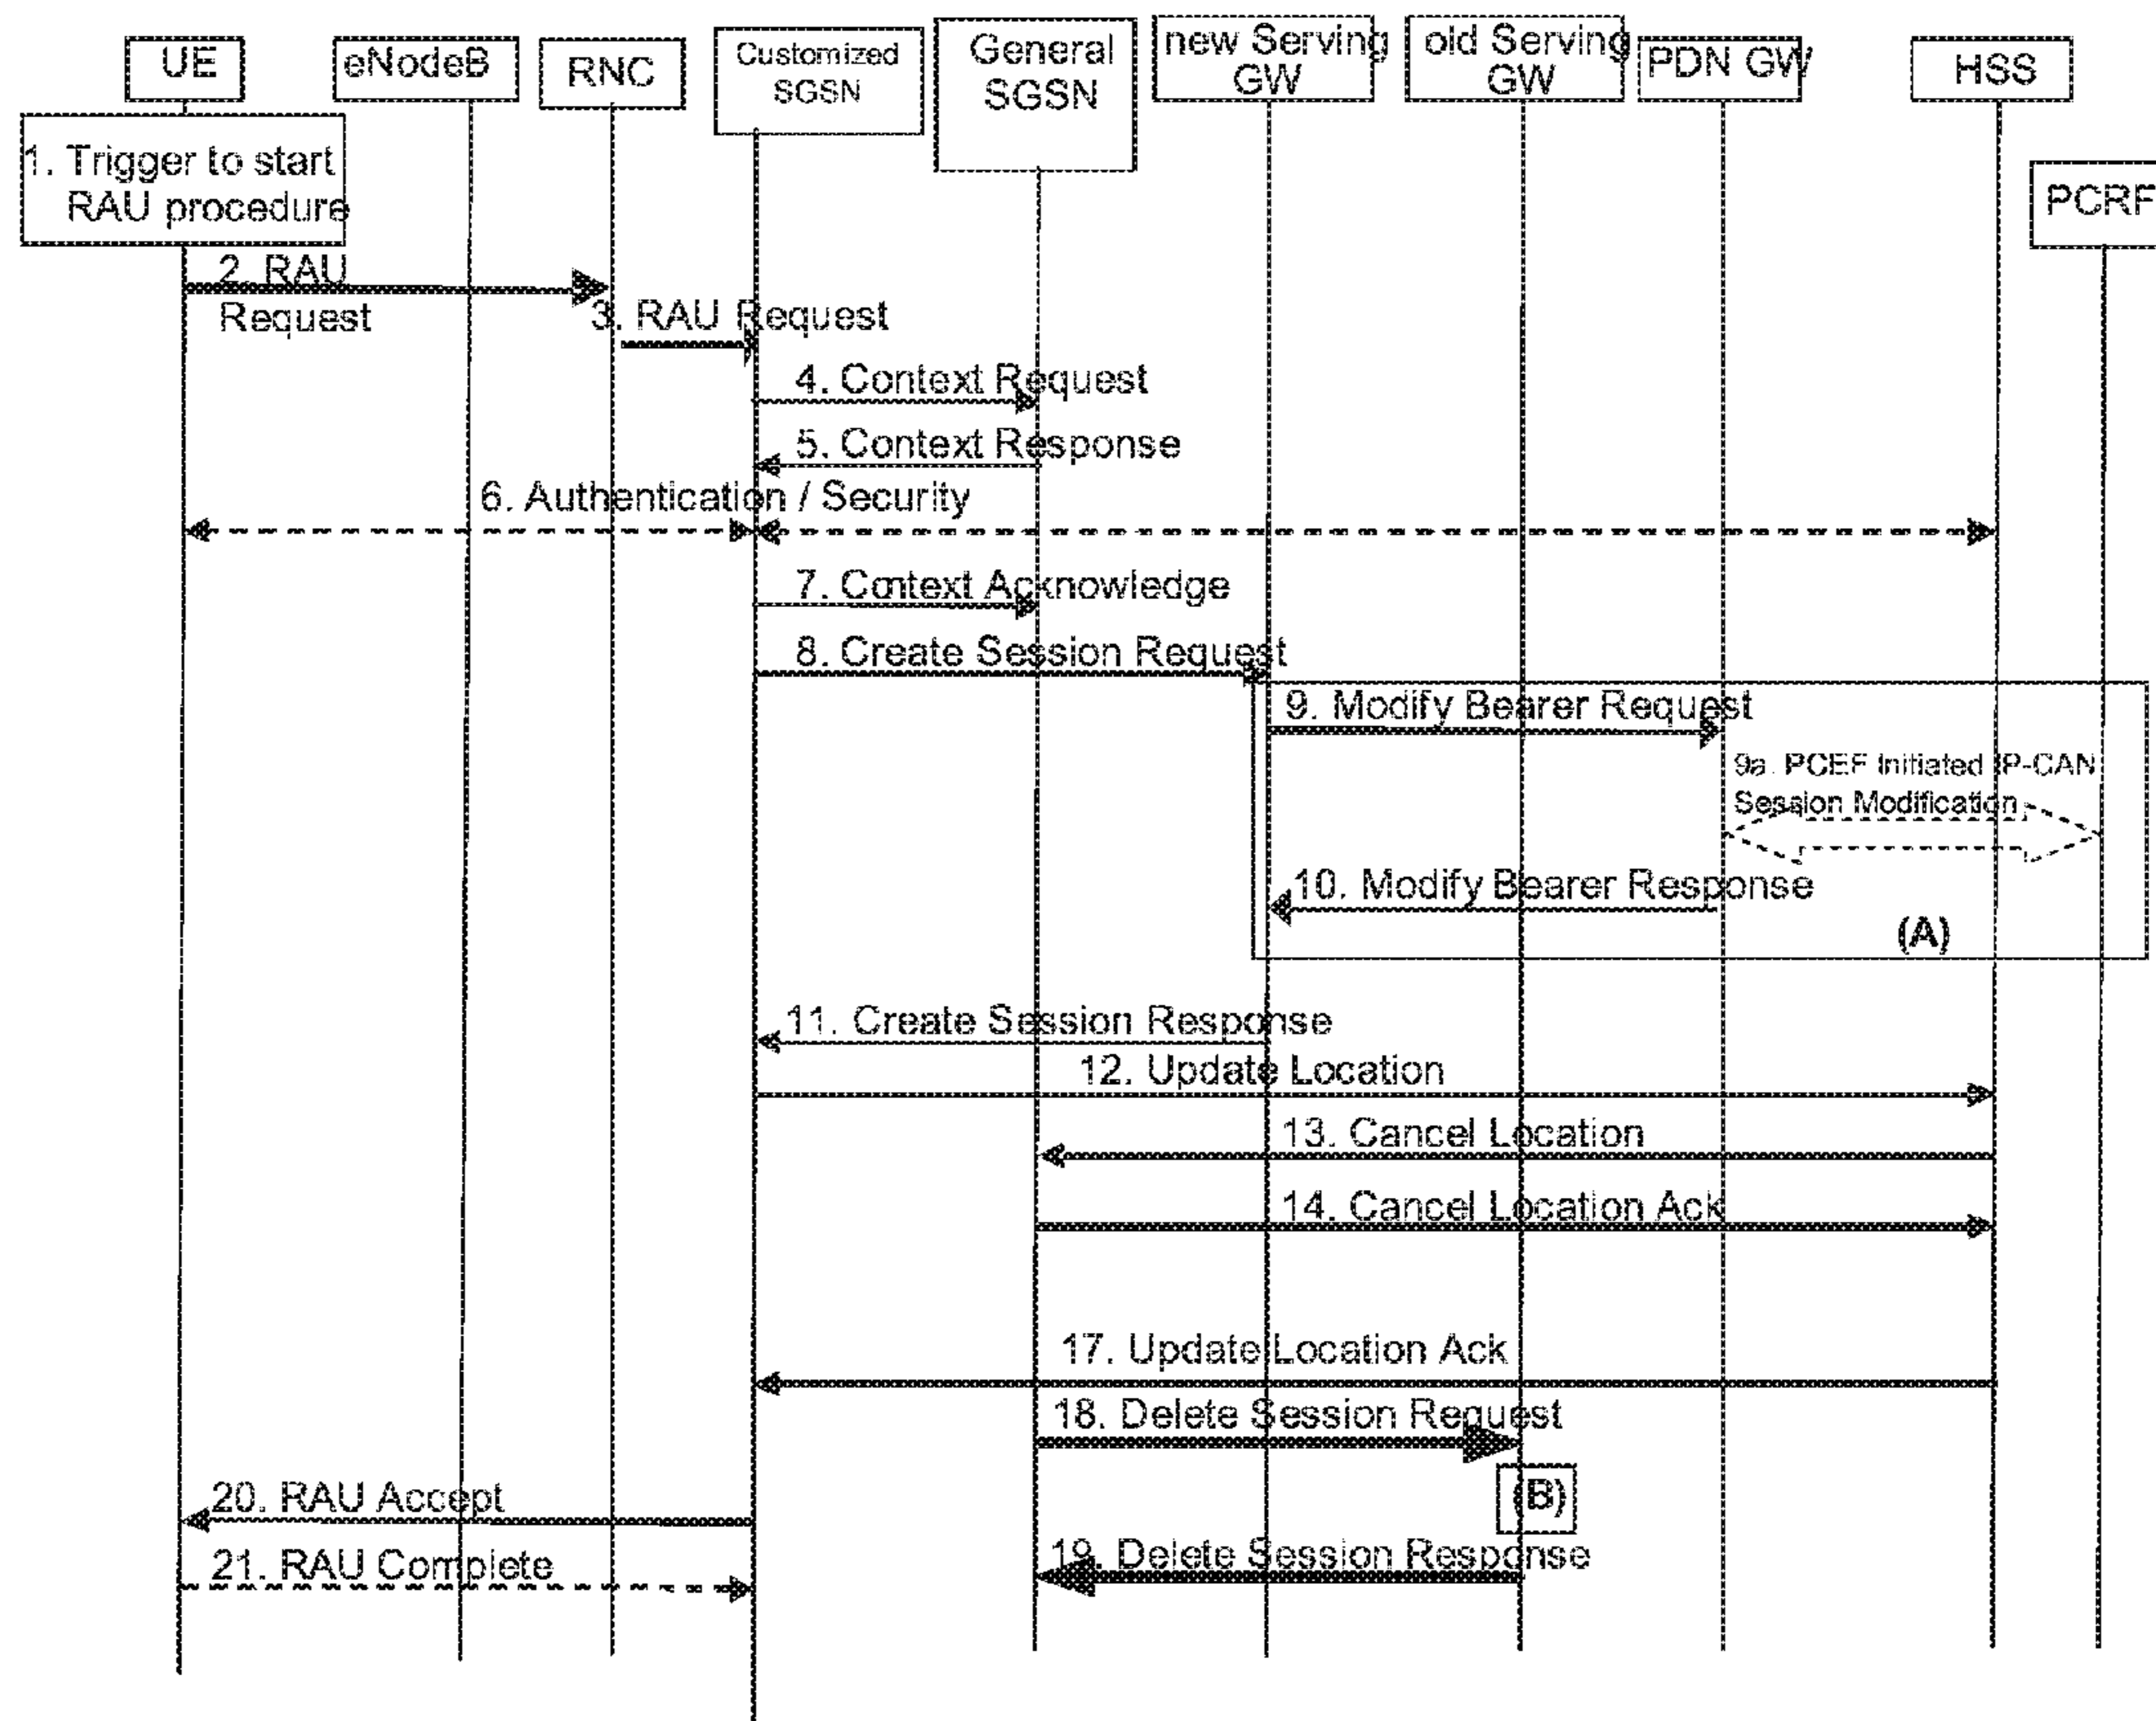 UE
eNodeB
RNC
Customized
SGSN
General
SGSN
new Serving
GW
old Serving
GW
PDN GW
HSS
PCRF
1. Trigger to start
RAU procedure
2. RAU
Request
3. RAU Request
4. Context Request
5. Context Response
6. Authentication / Security
7. Context Acknowledge
8. Create Session Request
9. Modify Bearer Request
9a. PCEF Initiated IP-CAN
Session Modification
10. Modify Bearer Response
(A)
11. Create Session Response
12. Update Location
13. Cancel Location
14. Cancel Location Ack
17. Update Location Ack
18. Delete Session Request
(B)
20. RAU Accept
19. Delete Session Response
21. RAU Complete